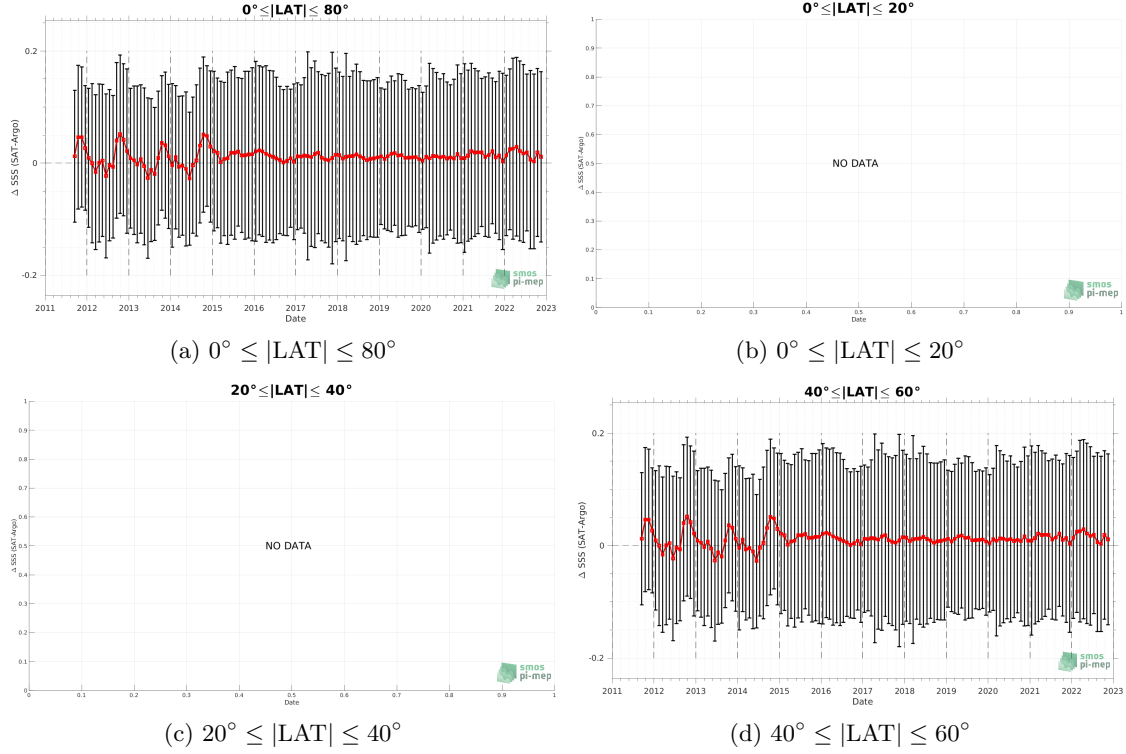 0°≤|LAT|≤ 80°
Δ SSS (SAT-Argo)
0.2
0
-0.2
2011 2012 2013 2014 2015 2016 2017 2018 2019 2020 2021 2022 2023
Date
smos
pi-mep
(a) 0° ≤ |LAT| ≤ 80°
0°≤|LAT|≤ 20°
Δ SSS (SAT-Argo)
1
0.9
0.8
0.7
0.6
0.5
0.4
0.3
0.2
0.1
0
NO DATA
0 0.1 0.2 0.3 0.4 0.5 0.6 0.7 0.8 0.9 1
Date
smos
pi-mep
(b) 0° ≤ |LAT| ≤ 20°
20°≤|LAT|≤ 40°
Δ SSS (SAT-Argo)
1
0.9
0.8
0.7
0.6
0.5
0.4
0.3
0.2
0.1
0
NO DATA
0 0.1 0.2 0.3 0.4 0.5 0.6 0.7 0.8 0.9 1
Date
smos
pi-mep
(c) 20° ≤ |LAT| ≤ 40°
40°≤|LAT|≤ 60°
Δ SSS (SAT-Argo)
0.2
0
-0.2
2011 2012 2013 2014 2015 2016 2017 2018 2019 2020 2021 2022 2023
Date
smos
pi-mep
(d) 40° ≤ |LAT| ≤ 60°